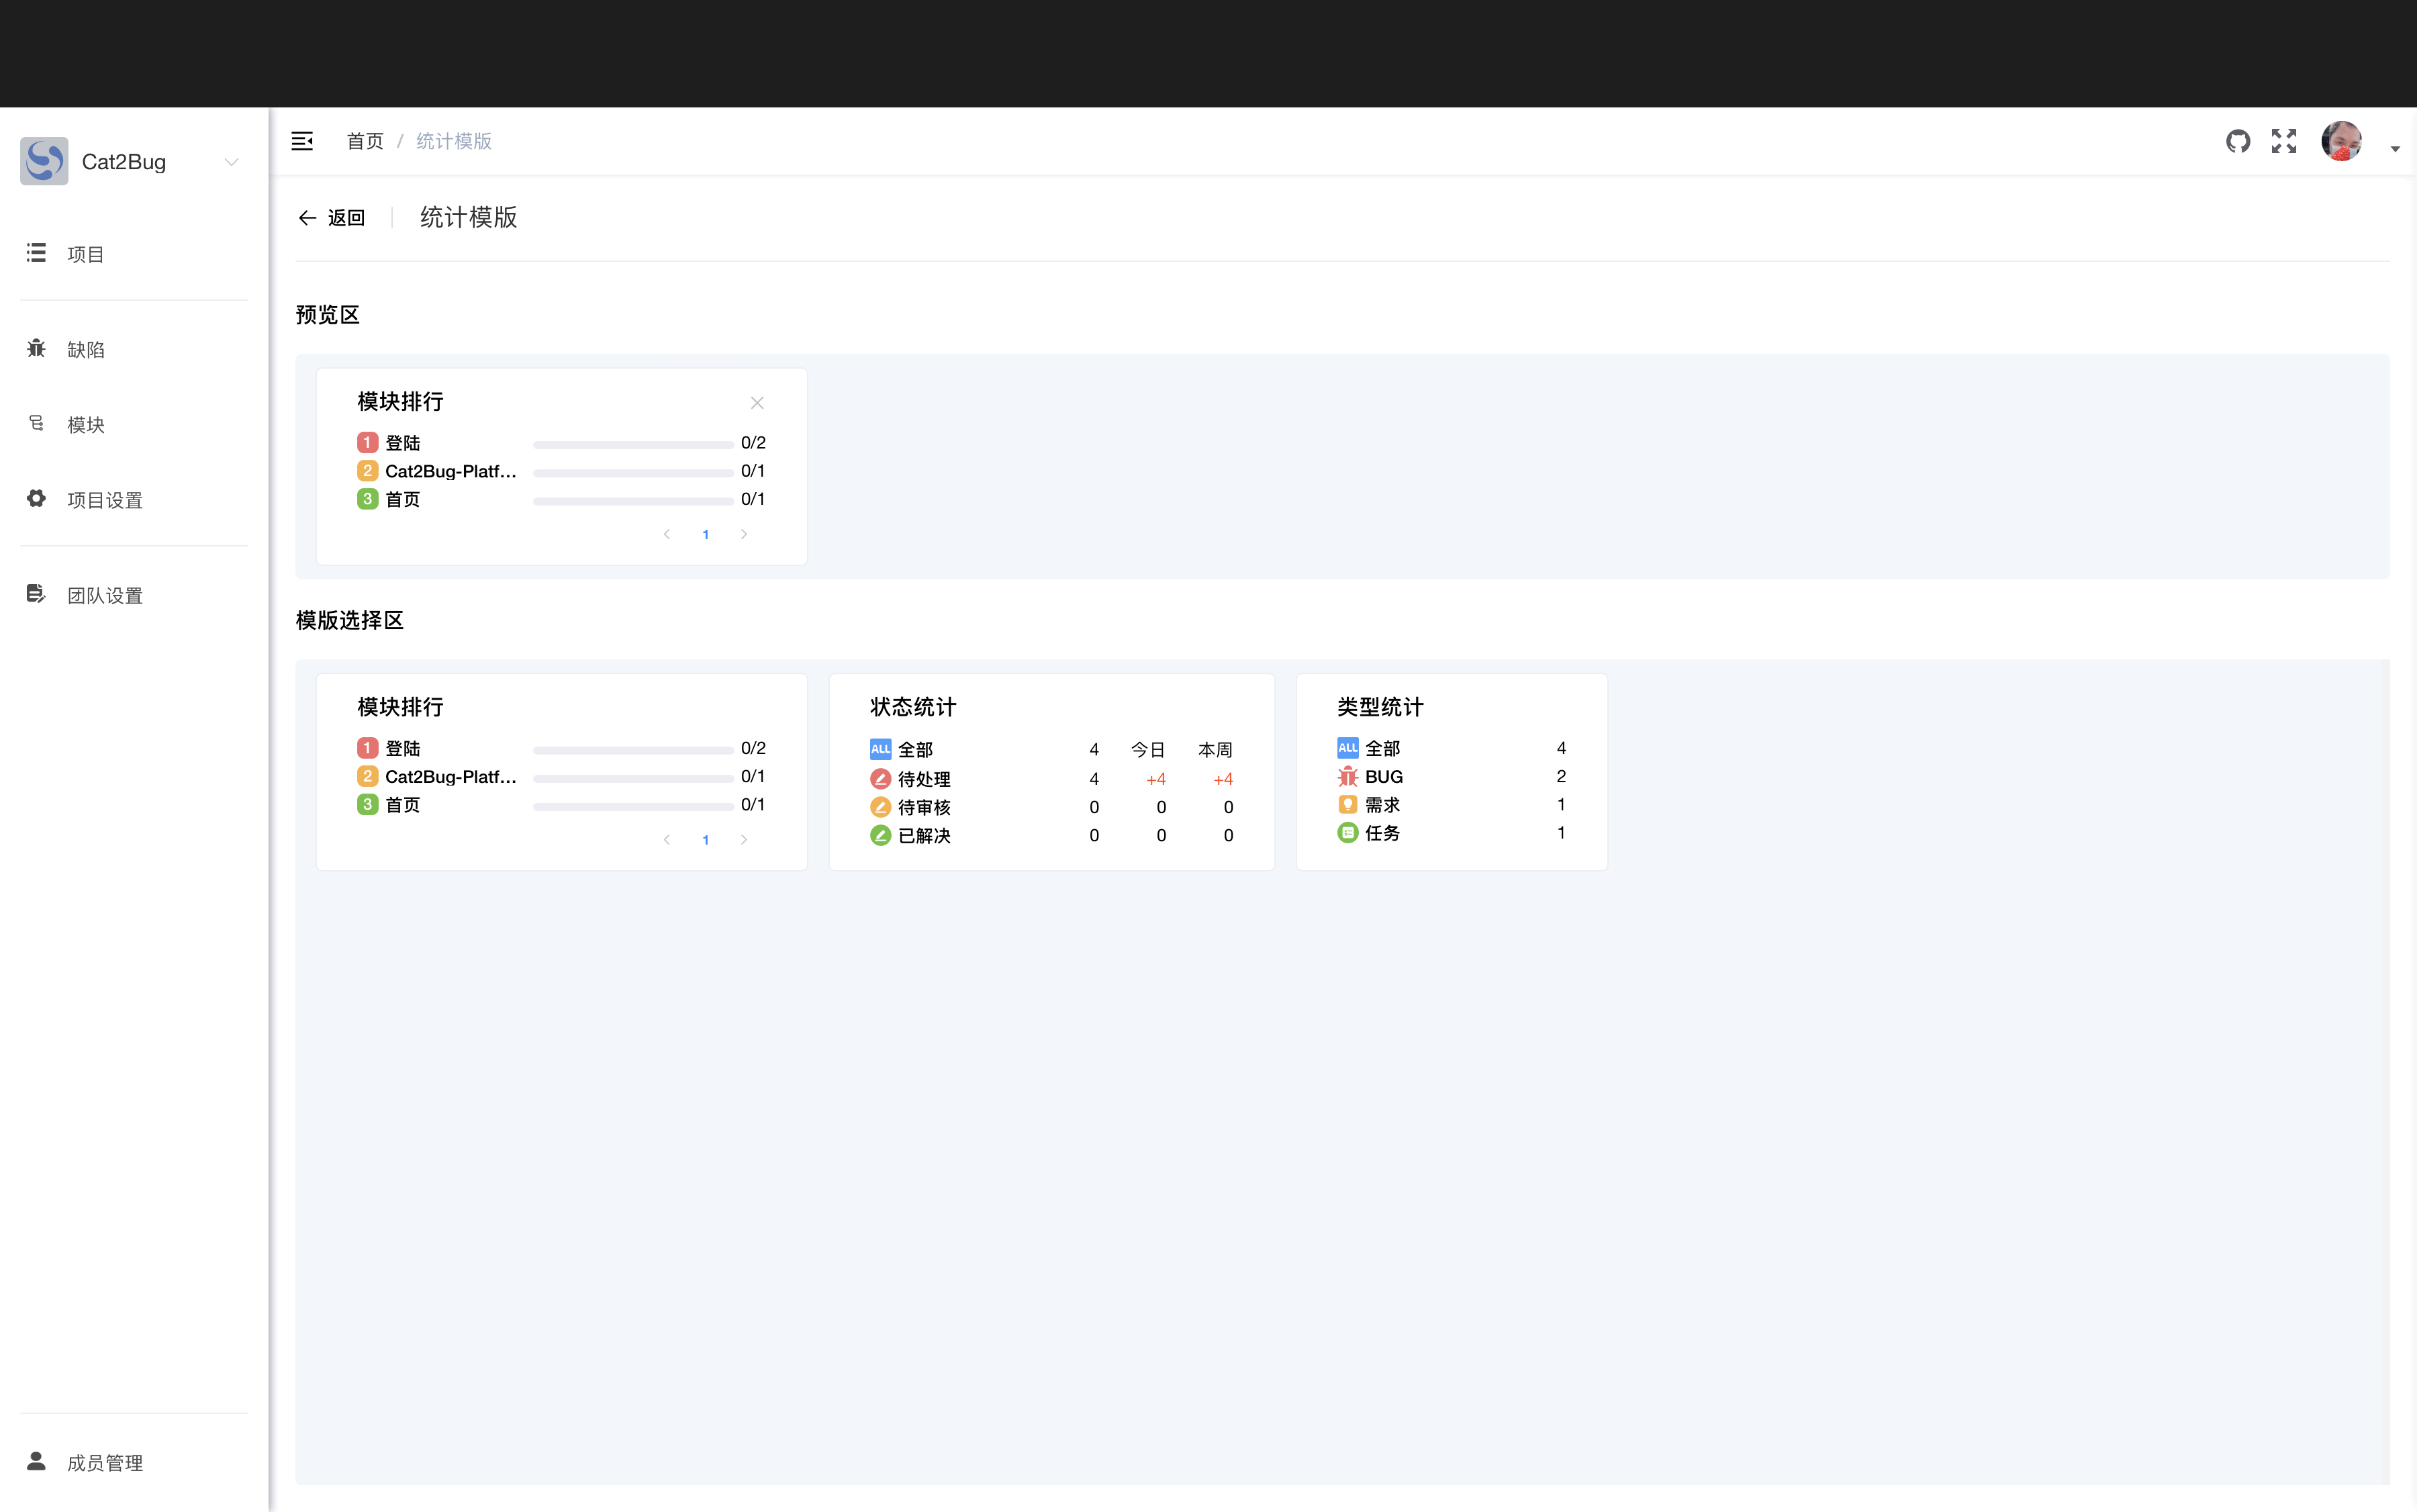 Cat2Bug
项目
缺陷
模块
项目设置
团队设置
成员管理
首页 / 统计模版
返回 统计模版
预览区
模块排行
1 登陆 0/2
2 Cat2Bug-Platf... 0/1
3 首页 0/1
1
模版选择区
模块排行
1 登陆 0/2
2 Cat2Bug-Platf... 0/1
3 首页 0/1
1
状态统计
ALL 全部 4 今日 本周
待处理 4 +4 +4
待审核 0 0 0
已解决 0 0 0
类型统计
ALL 全部 4
BUG 2
需求 1
任务 1